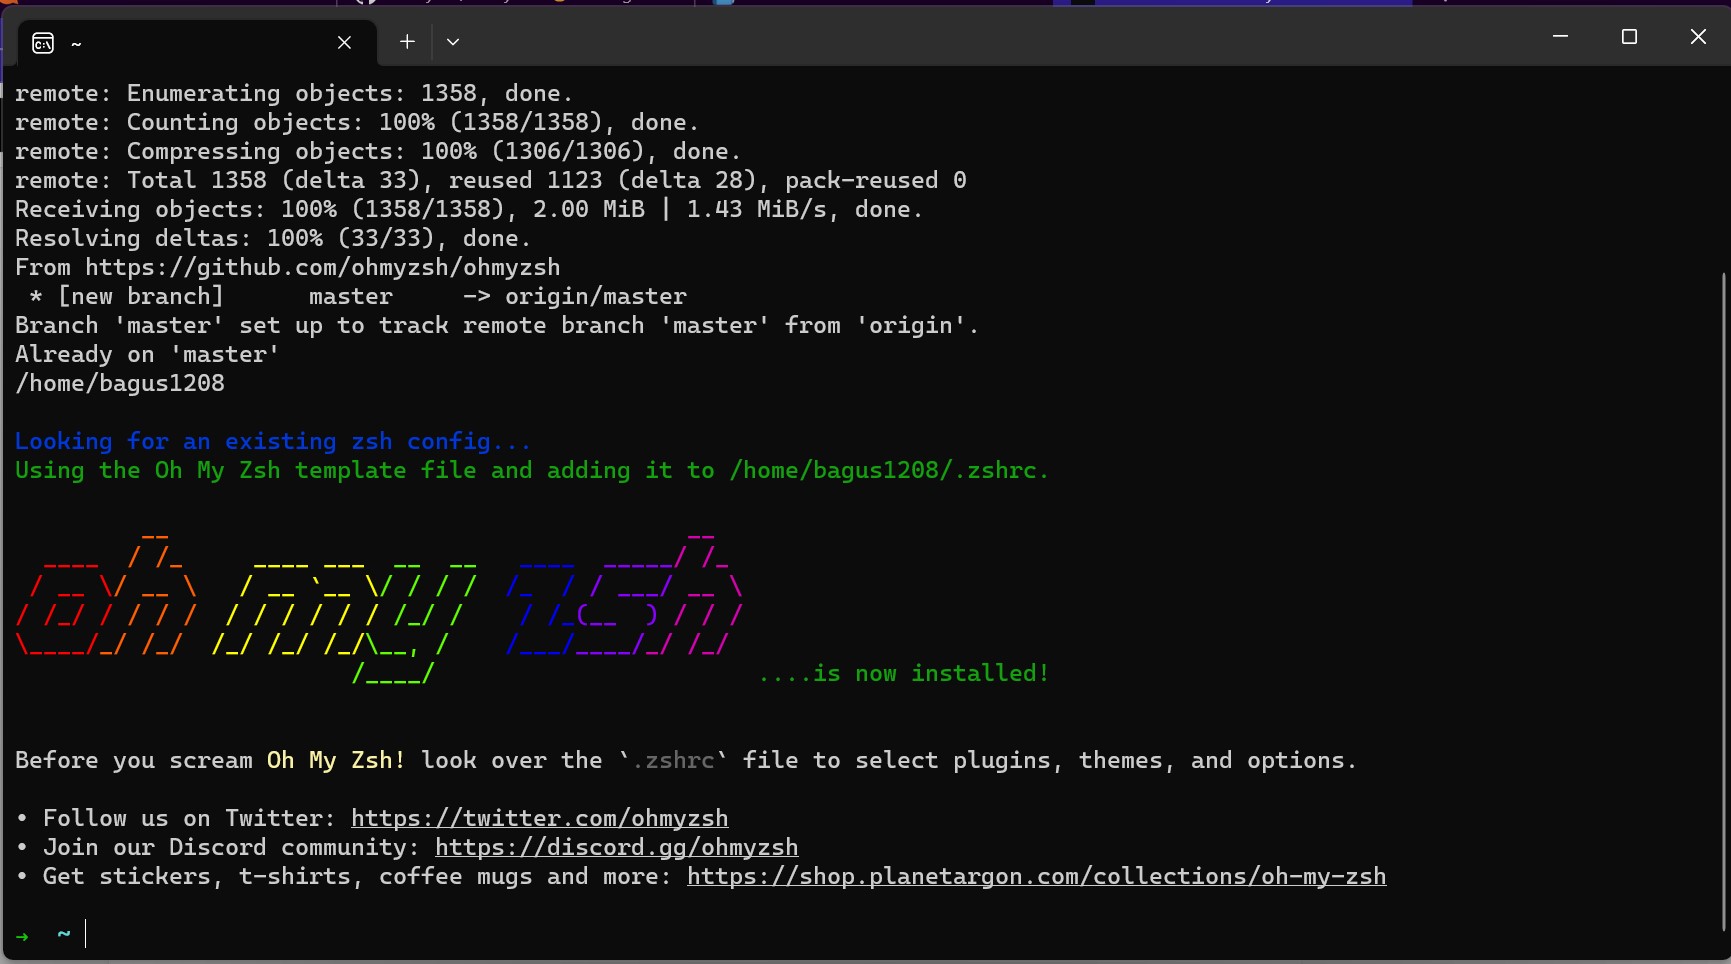 ~
remote: Enumerating objects: 1358, done.
remote: Counting objects: 100% (1358/1358), done.
remote: Compressing objects: 100% (1306/1306), done.
remote: Total 1358 (delta 33), reused 1123 (delta 28), pack-reused 0
Receiving objects: 100% (1358/1358), 2.00 MiB | 1.43 MiB/s, done.
Resolving deltas: 100% (33/33), done.
From https://github.com/ohmyzsh/ohmyzsh
 * [new branch]      master     -> origin/master
Branch 'master' set up to track remote branch 'master' from 'origin'.
Already on 'master'
/home/bagus1208
Looking for an existing zsh config...
Using the Oh My Zsh template file and adding it to /home/bagus1208/.zshrc.
oh my zsh
....is now installed!
Before you scream Oh My Zsh! look over the `.zshrc` file to select plugins, themes, and options.
• Follow us on Twitter: https://twitter.com/ohmyzsh
• Join our Discord community: https://discord.gg/ohmyzsh
• Get stickers, t-shirts, coffee mugs and more: https://shop.planetargon.com/collections/oh-my-zsh
→ ~